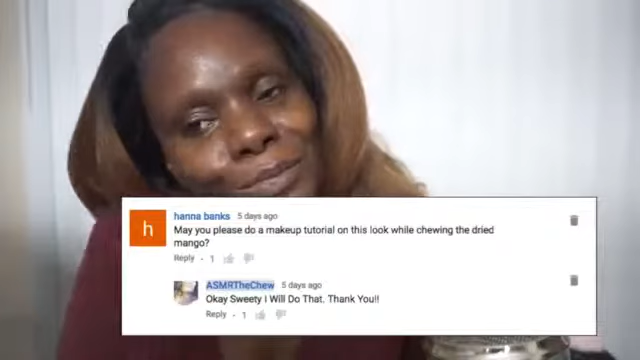 h
hanna banks 5 days ago
May you please do a makeup tutorial on this look while chewing the dried
mango?
Reply · 1
ASMRTheChew 5 days ago
Okay Sweety I Will Do That. Thank You!!
Reply · 1